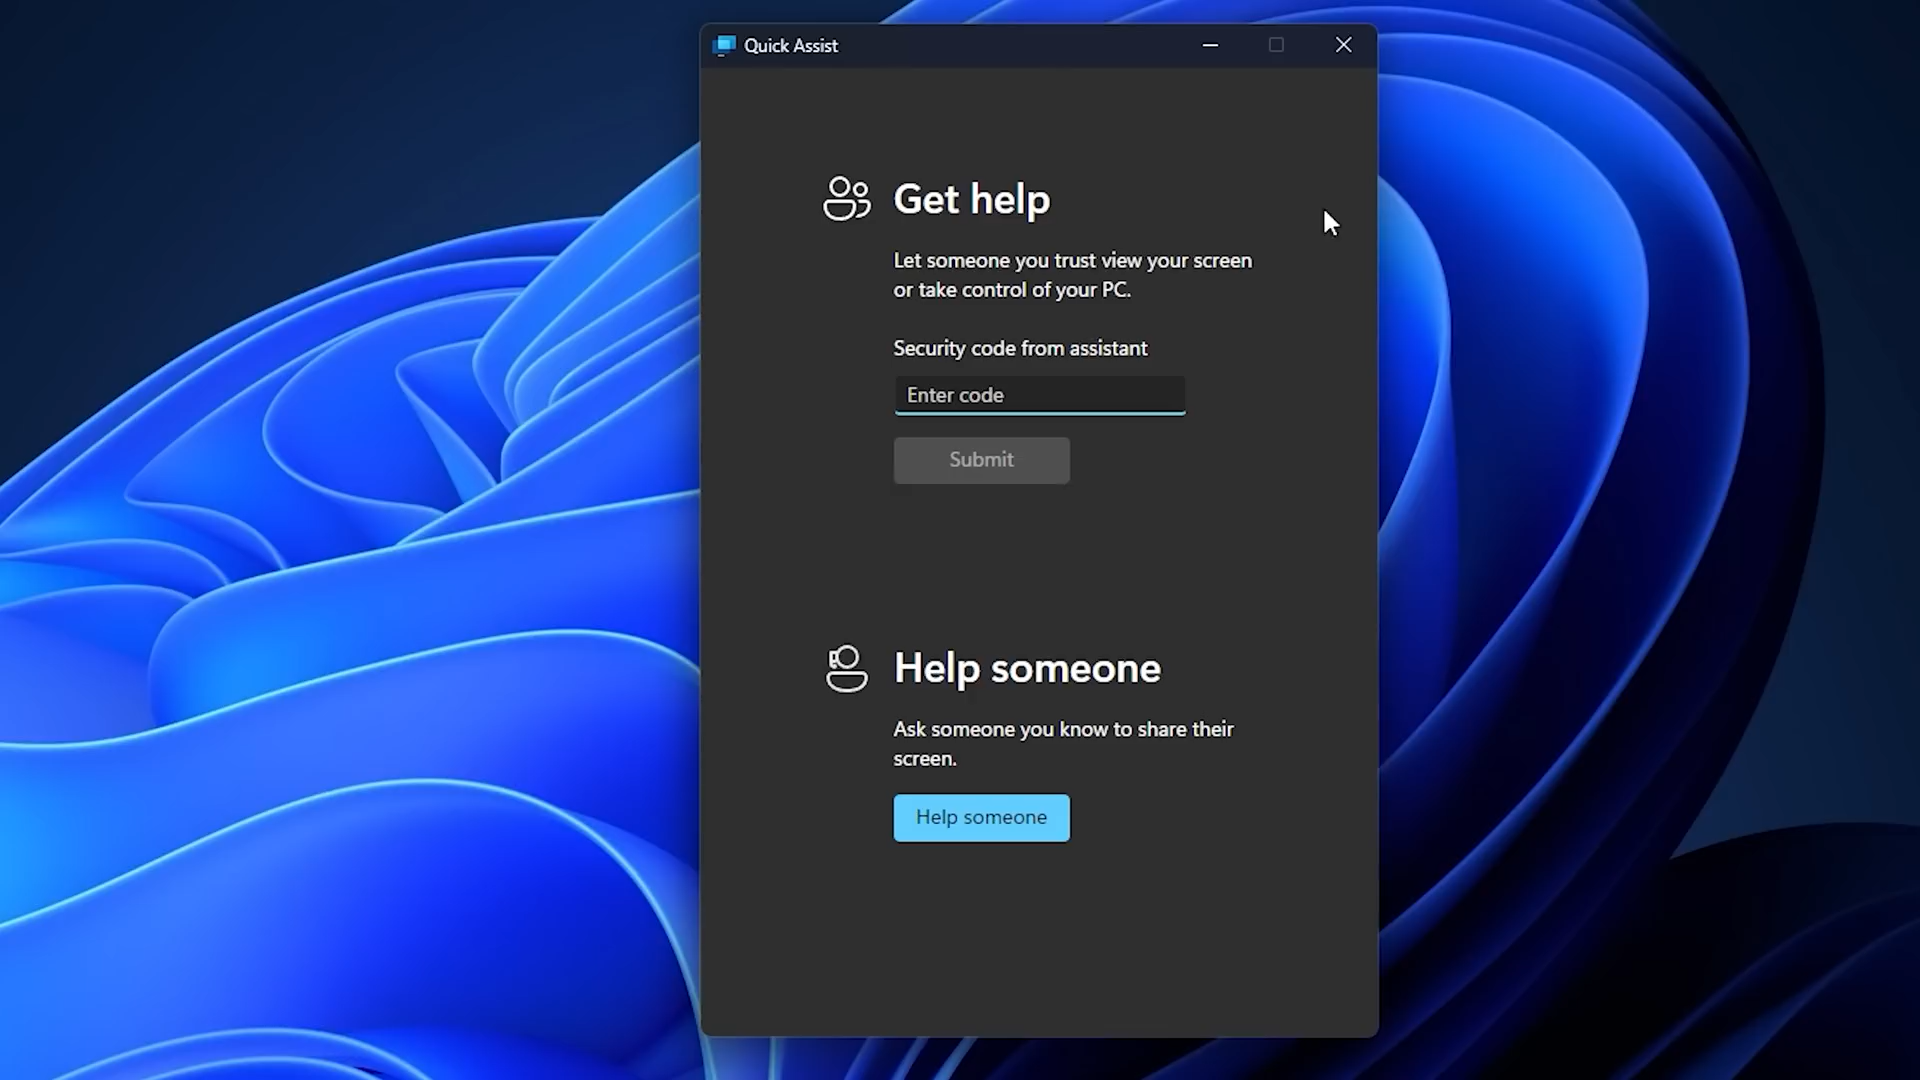 Quick Assist
Get help
Let someone you trust view your screen
or take control of your PC.
Security code from assistant
Enter code
Submit
Help someone
Ask someone you know to share their
screen.
Help someone